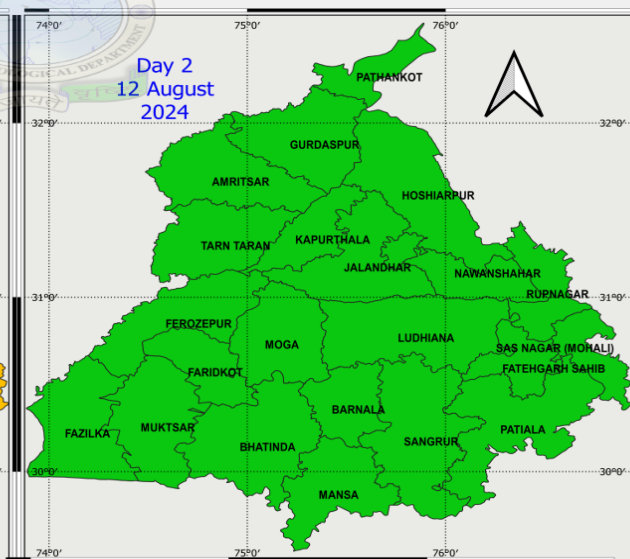 74°0'
75°0'
76°0'
OLOGICAL DEPARTMENT
Day 2
12 August
2024
PATHANKOT
32°0'
32°0'
GURDASPUR
AMRITSAR
HOSHIARPUR
TARN TARAN
KAPURTHALA
JALANDHAR
NAWANSHAHAR
RUPNAGAR
31°0'
31°0'
FEROZEPUR
MOGA
LUDHIANA
SAS NAGAR (MOHALI)
FARIDKOT
FATEHGARH SAHIB
BARNALA
FAZILKA
MUKTSAR
BHATINDA
SANGRUR
PATIALA
30°0'
30°0'
MANSA
74°0'
75°0'
76°0'